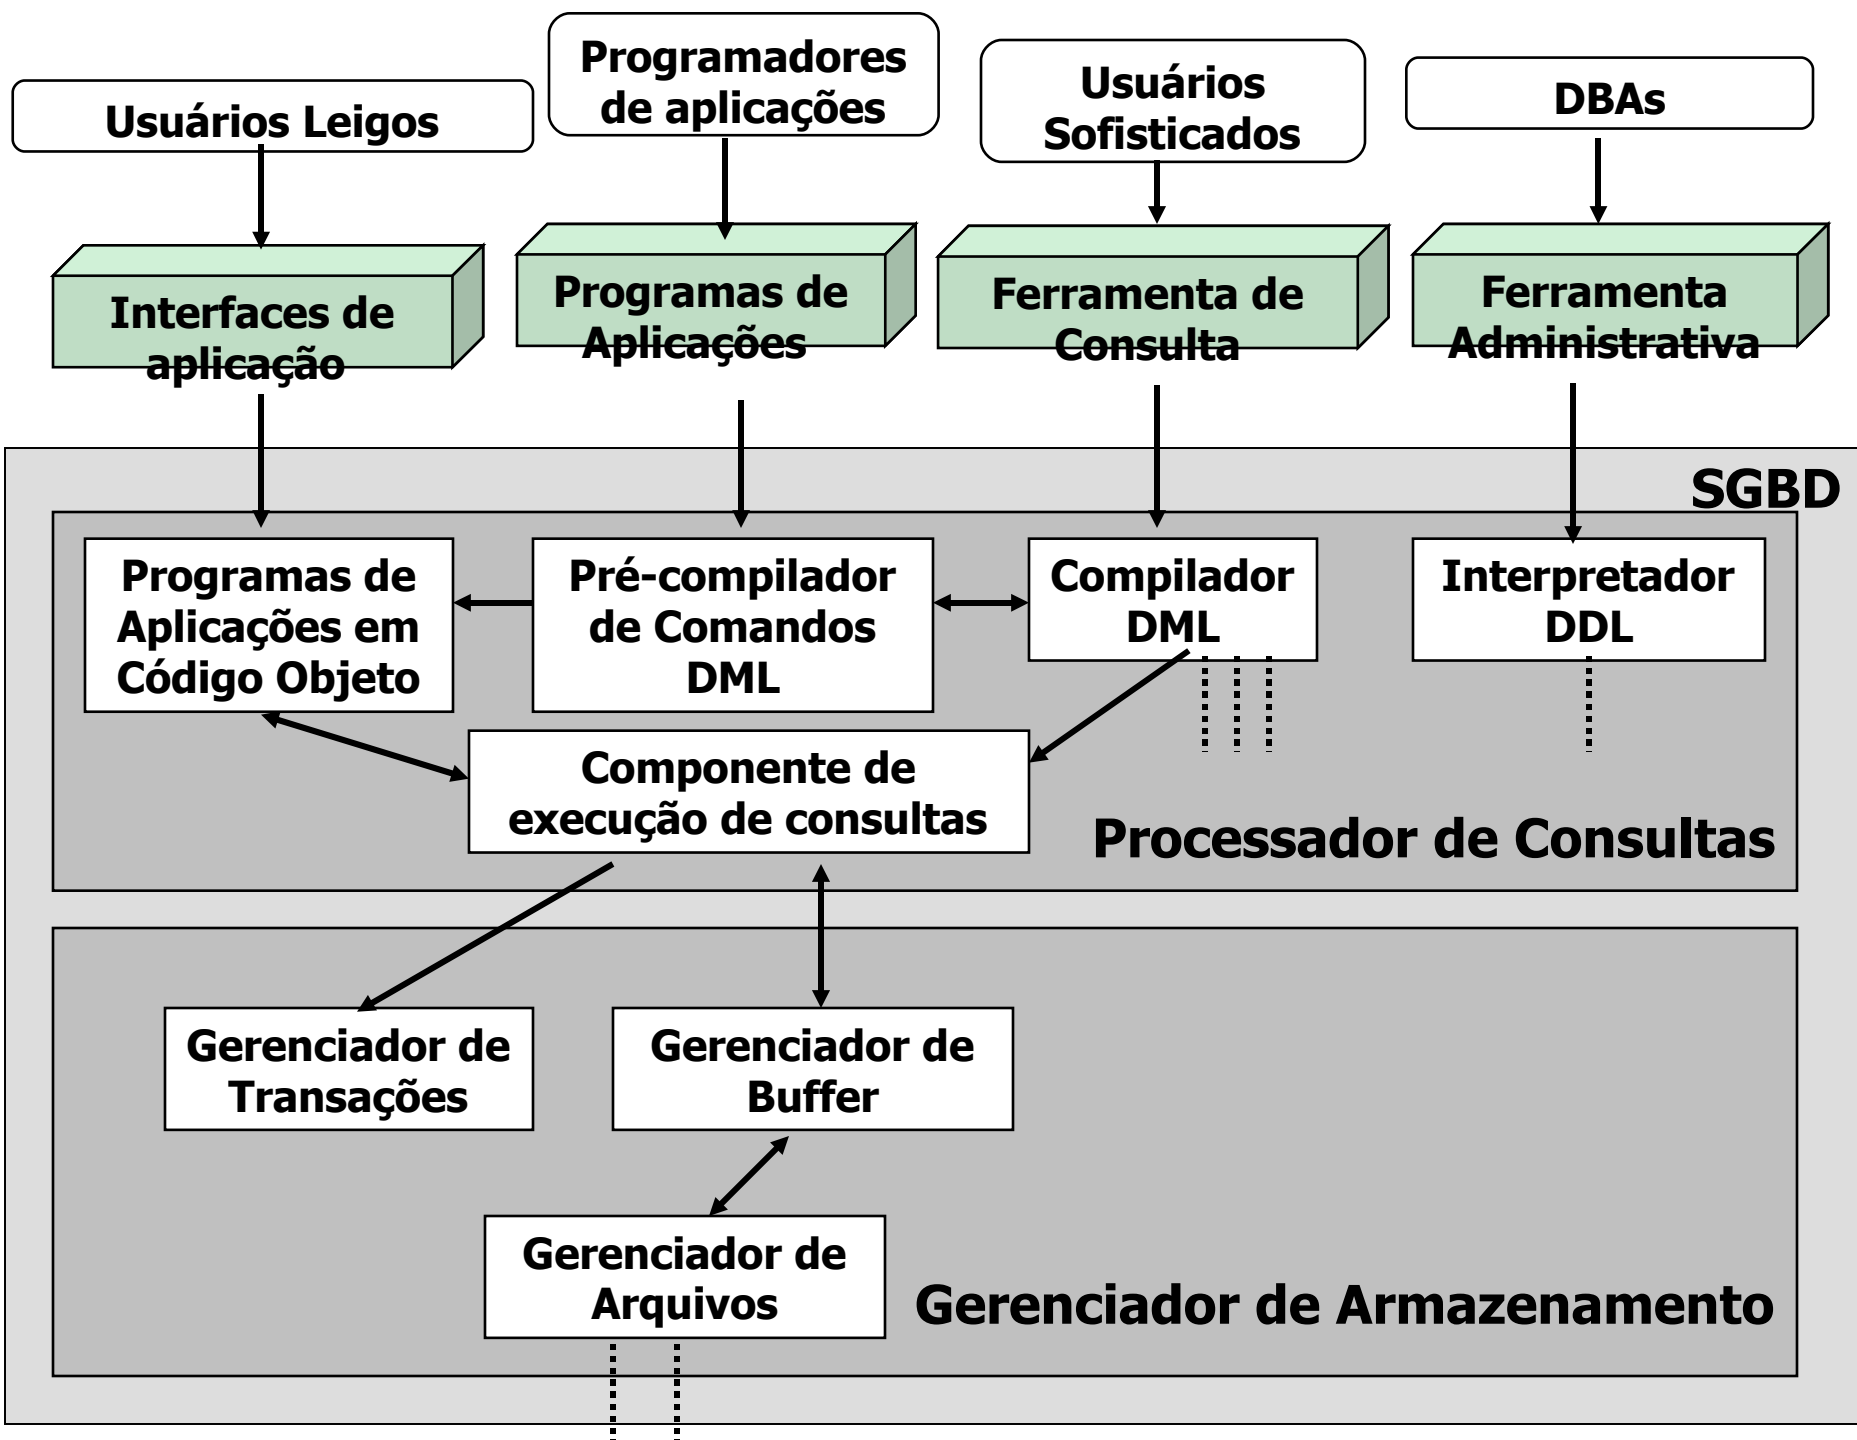 Usuários Leigos
Programadores
de aplicações
Usuários
Sofisticados
DBAs
Interfaces de
aplicação
Programas de
Aplicações
Ferramenta de
Consulta
Ferramenta
Administrativa
SGBD
Programas de
Aplicações em
Código Objeto
Pré-compilador
de Comandos
DML
Compilador
DML
Interpretador
DDL
Componente de
execução de consultas
Processador de Consultas
Gerenciador de
Transações
Gerenciador de
Buffer
Gerenciador de
Arquivos
Gerenciador de Armazenamento